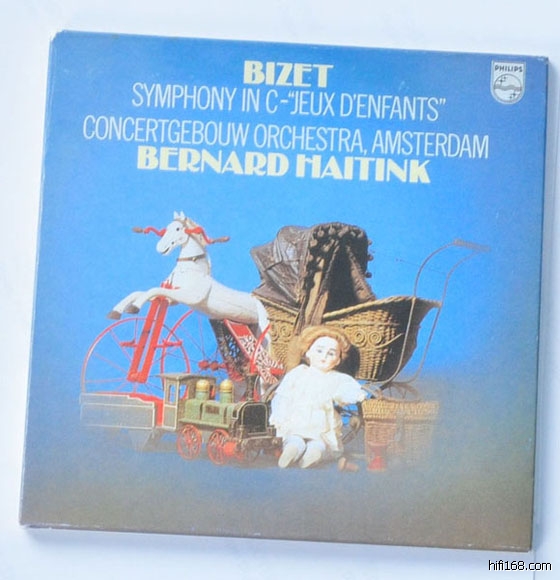 BIZET
PHILIPS
SYMPHONY IN C-"JEUX D'ENFANTS"
CONCERTGEBOUW ORCHESTRA, AMSTERDAM
BERNARD HAITINK
hifi168.com